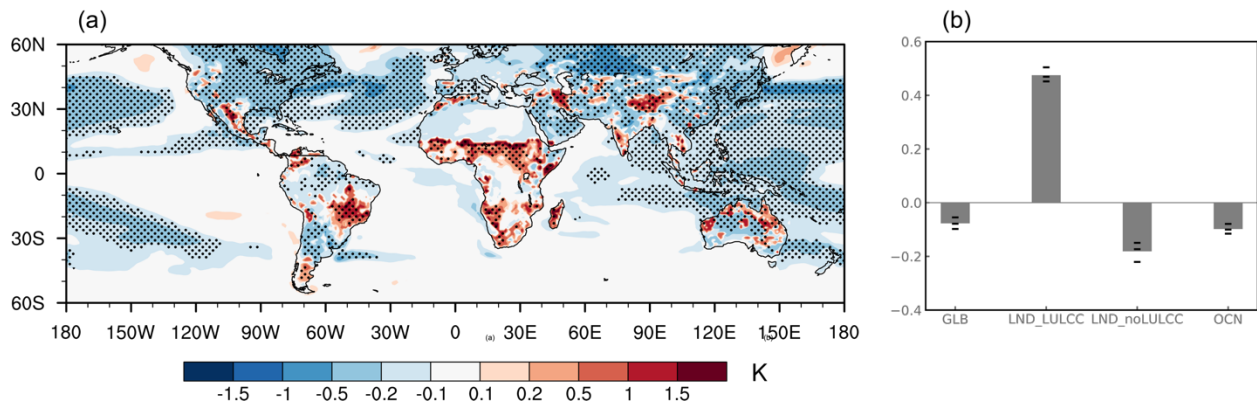 (a)
60N
30N
0
30S
60S
180 150W 120W 90W 60W 30W 0 30E 60E 90E 120E 150E 180
(a) (b)
-1.5 -1 -0.5 -0.2 -0.1 0.1 0.2 0.5 1 1.5
K
(b)
0.6
0.4
0.2
0.0
−0.2
−0.4
GLB LND_LULCC LND_noLULCC OCN